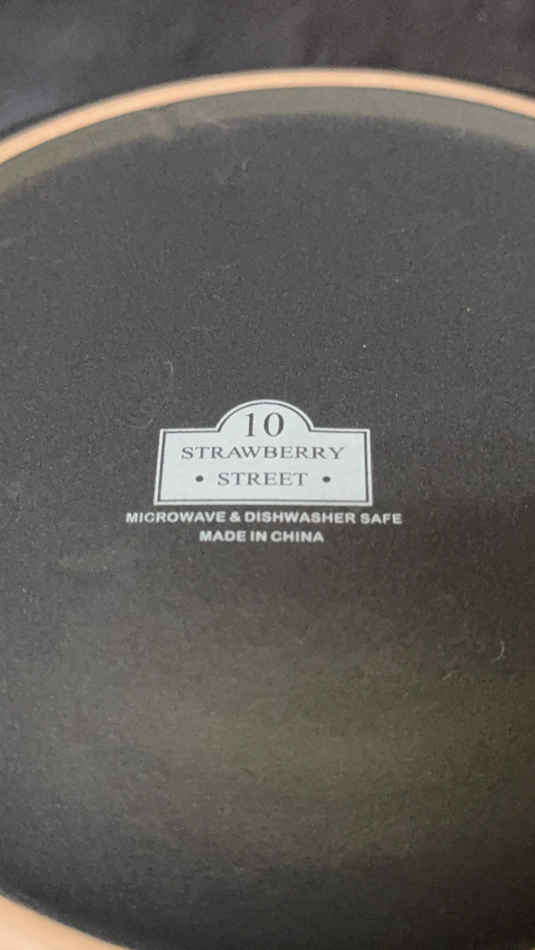 10
STRAWBERRY
• STREET •
MICROWAVE & DISHWASHER SAFE
MADE IN CHINA